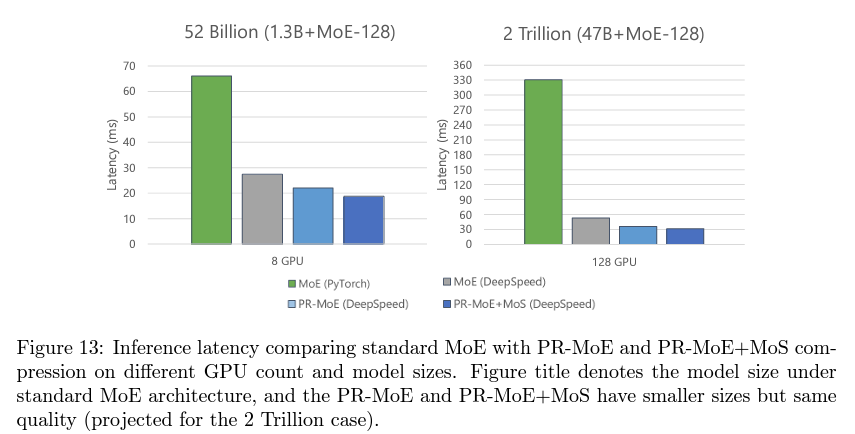 52 Billion (1.3B+MoE-128)
70
60
50
40
30
20
10
0
Latency (ms)
8 GPU
2 Trillion (47B+MoE-128)
360
330
300
270
240
210
180
150
120
90
60
30
0
Latency (ms)
128 GPU
MoE (PyTorch)
MoE (DeepSpeed)
PR-MoE (DeepSpeed)
PR-MoE+MoS (DeepSpeed)
Figure 13: Inference latency comparing standard MoE with PR-MoE and PR-MoE+MoS com-
pression on different GPU count and model sizes. Figure title denotes the model size under
standard MoE architecture, and the PR-MoE and PR-MoE+MoS have smaller sizes but same
quality (projected for the 2 Trillion case).